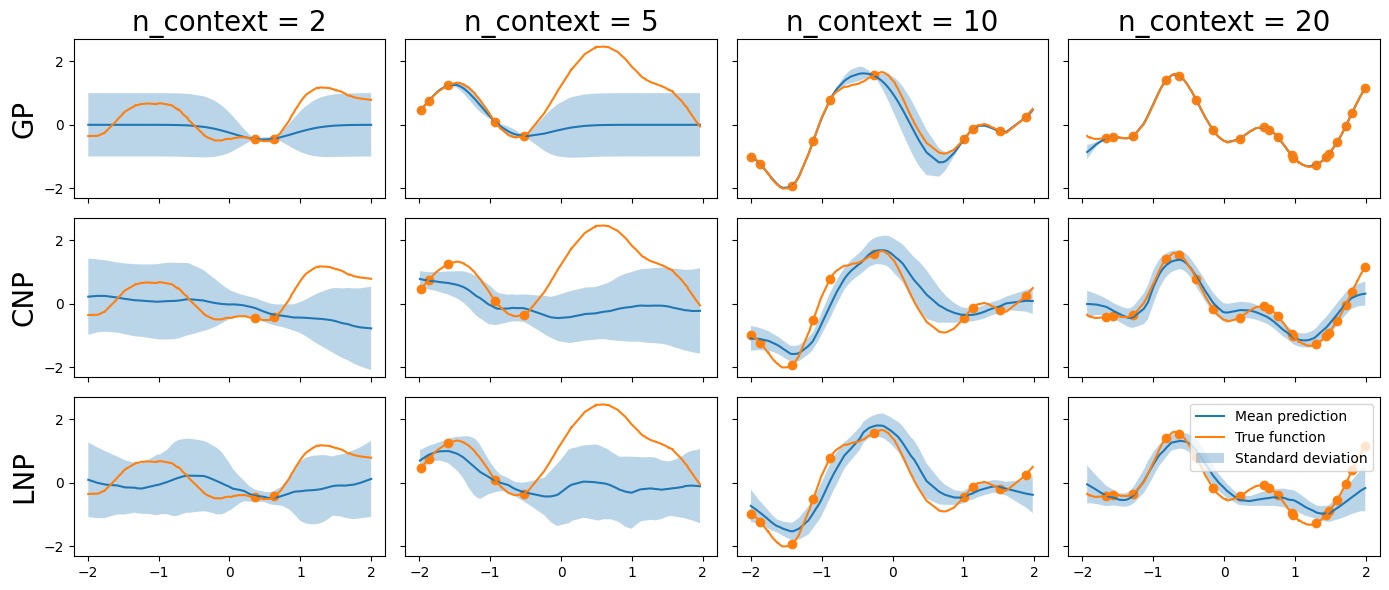 n_context = 2 n_context = 5 n_context = 10 n_context = 20
GP
2
0
−2
CNP
2
0
−2
LNP
2
0
−2
Mean prediction
True function
Standard deviation
−2 −1 0 1 2 −2 −1 0 1 2 −2 −1 0 1 2 −2 −1 0 1 2